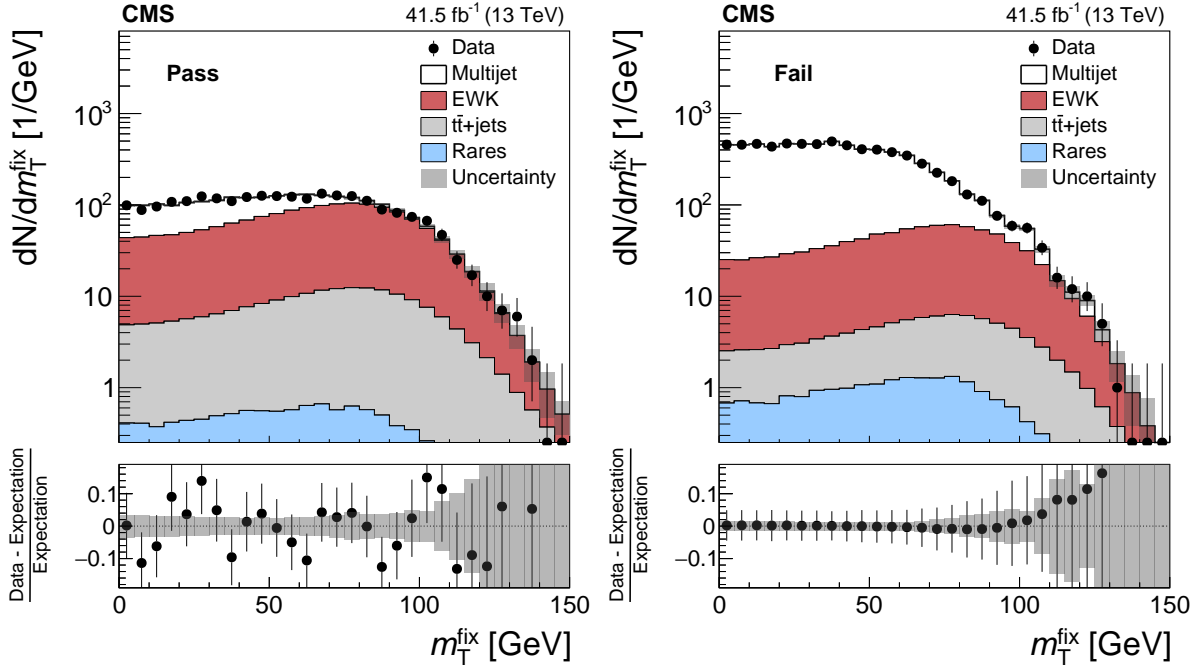 CMS 41.5 fb⁻¹ (13 TeV)
Pass
Data
Multijet
EWK
tt̄+jets
Rares
Uncertainty
dN/dm_T^fix [1/GeV]
10³
10²
10
1
Data - Expectation
Expectation
0.1
0
−0.1
0 50 100 150
m_T^fix [GeV]
CMS 41.5 fb⁻¹ (13 TeV)
Fail
Data
Multijet
EWK
tt̄+jets
Rares
Uncertainty
dN/dm_T^fix [1/GeV]
10³
10²
10
1
Data - Expectation
Expectation
0.1
0
−0.1
0 50 100 150
m_T^fix [GeV]